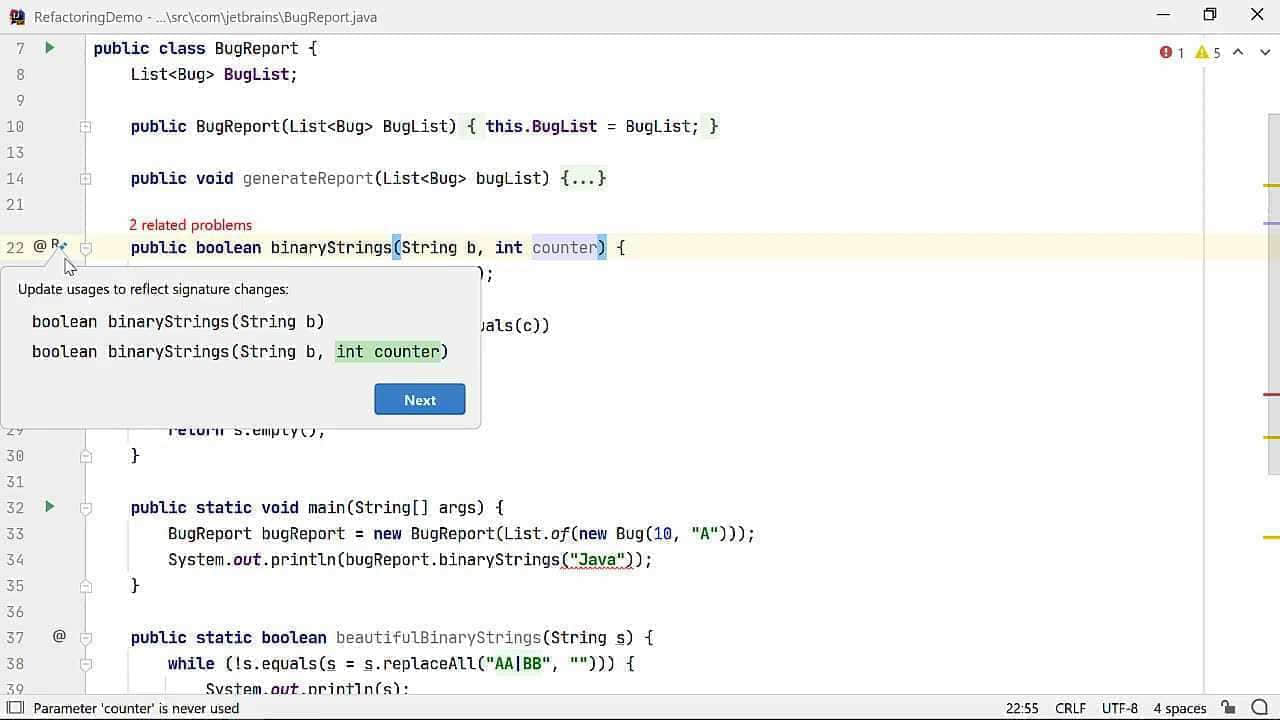 RefactoringDemo - ...\src\com\jetbrains\BugReport.java
7 public class BugReport {
1 5
8 List<Bug> BugList;
9
10 public BugReport(List<Bug> BugList) { this.BugList = BugList; }
13
14 public void generateReport(List<Bug> bugList) {...}
21
2 related problems
22 @ R public boolean binaryStrings(String b, int counter) {
);
Update usages to reflect signature changes:
boolean binaryStrings(String b)
uals(c))
boolean binaryStrings(String b, int counter)
Next
29 return s.empty();
30 }
31
32 public static void main(String[] args) {
33 BugReport bugReport = new BugReport(List.of(new Bug(10, "A")));
34 System.out.println(bugReport.binaryStrings("Java"));
35 }
36
37 @ public static boolean beautifulBinaryStrings(String s) {
38 while (!s.equals(s = s.replaceAll("AA|BB", ""))) {
39 System.out.println(s);
Parameter 'counter' is never used
22:55 CRLF UTF-8 4 spaces